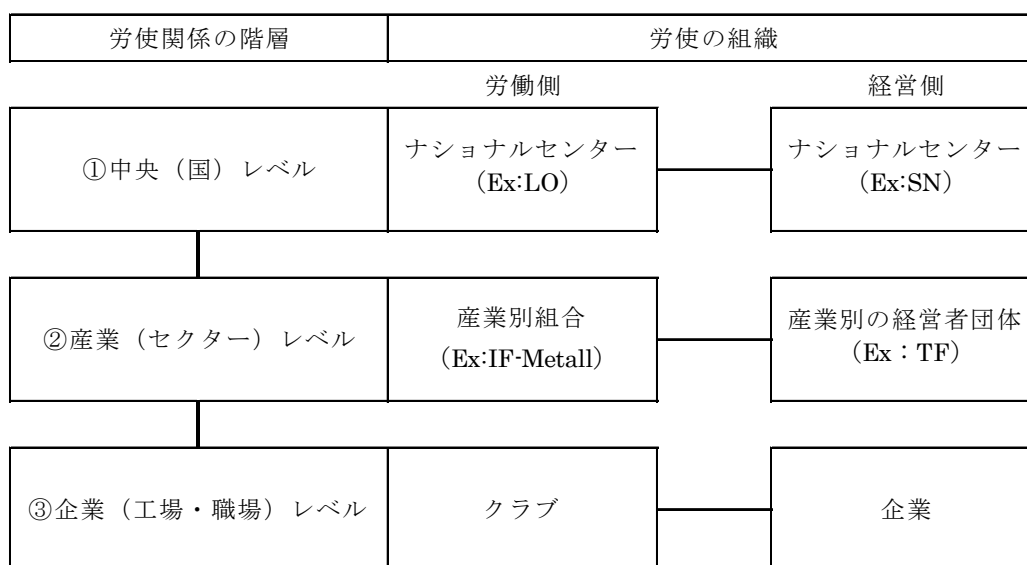 労使関係の階層
労使の組織
労働側
経営側
①中央（国）レベル
ナショナルセンター
（Ex:LO）
ナショナルセンター
（Ex:SN）
②産業（セクター）レベル
産業別組合
（Ex:IF-Metall）
産業別の経営者団体
（Ex：TF）
③企業（工場・職場）レベル
クラブ
企業